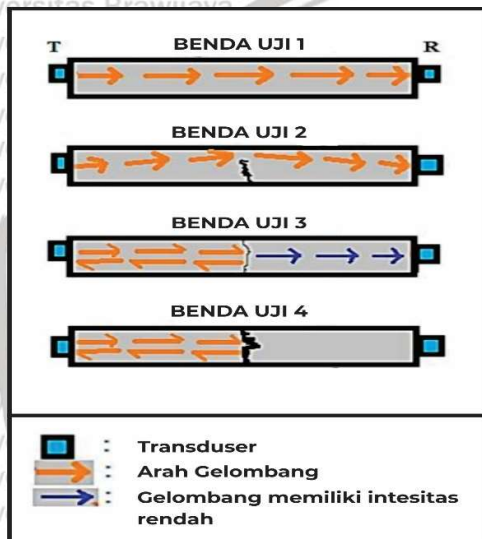 BENDA UJI 1
T R
BENDA UJI 2
BENDA UJI 3
BENDA UJI 4
: Transduser
: Arah Gelombang
: Gelombang memiliki intesitas
rendah